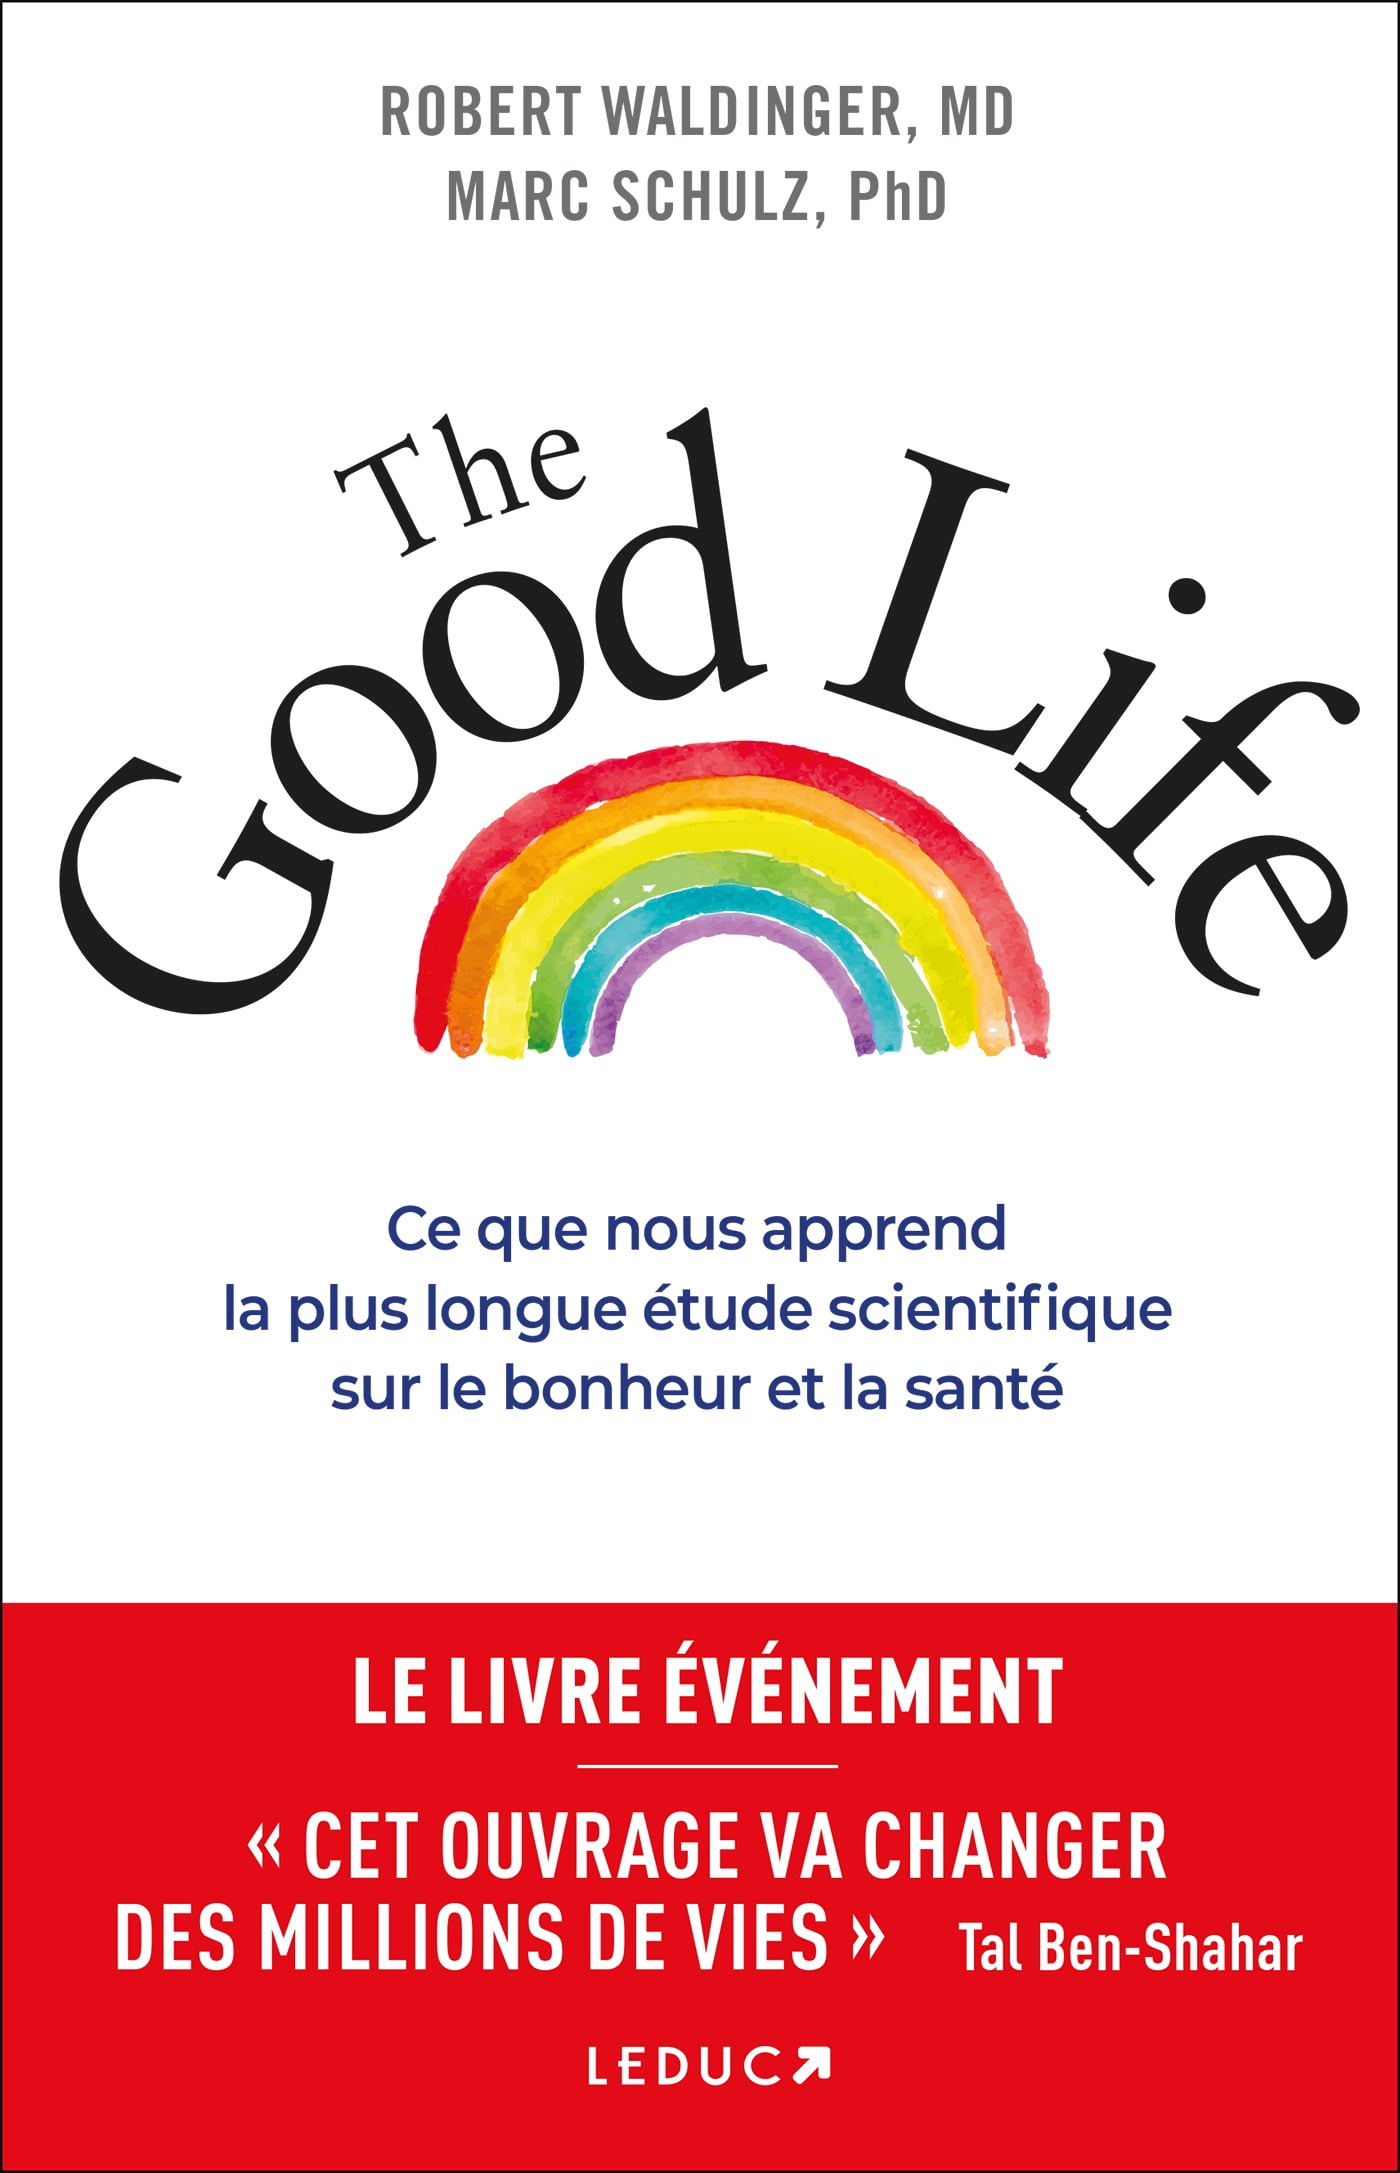 ROBERT WALDINGER, MD
MARC SCHULZ, PhD
The
Good Life
Ce que nous apprend
la plus longue étude scientifique
sur le bonheur et la santé
LE LIVRE ÉVÉNEMENT
« CET OUVRAGE VA CHANGER
DES MILLIONS DE VIES » Tal Ben-Shahar
LEDUC